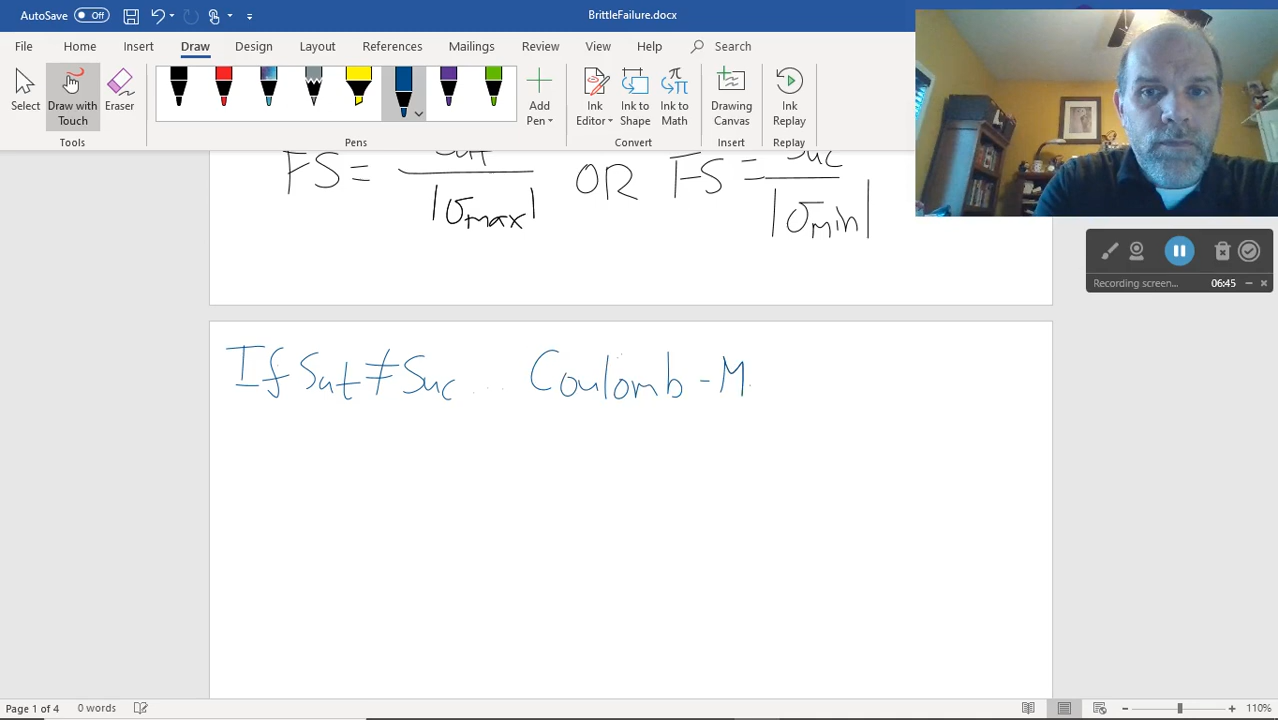 AutoSave Off BrittleFailure.docx
File Home Insert Draw Design Layout References Mailings Review View Help Search
Select Draw with Touch Eraser Add Pen Ink Editor Ink to Shape Ink to Math Drawing Canvas Ink Replay
Tools Pens Convert Insert Replay
FS = Sut / |σmax| OR FS = Suc / |σmin|
Recording screen... 06:45
If Sut ≠ Suc ... Coulomb - M
Page 1 of 4 0 words 110%